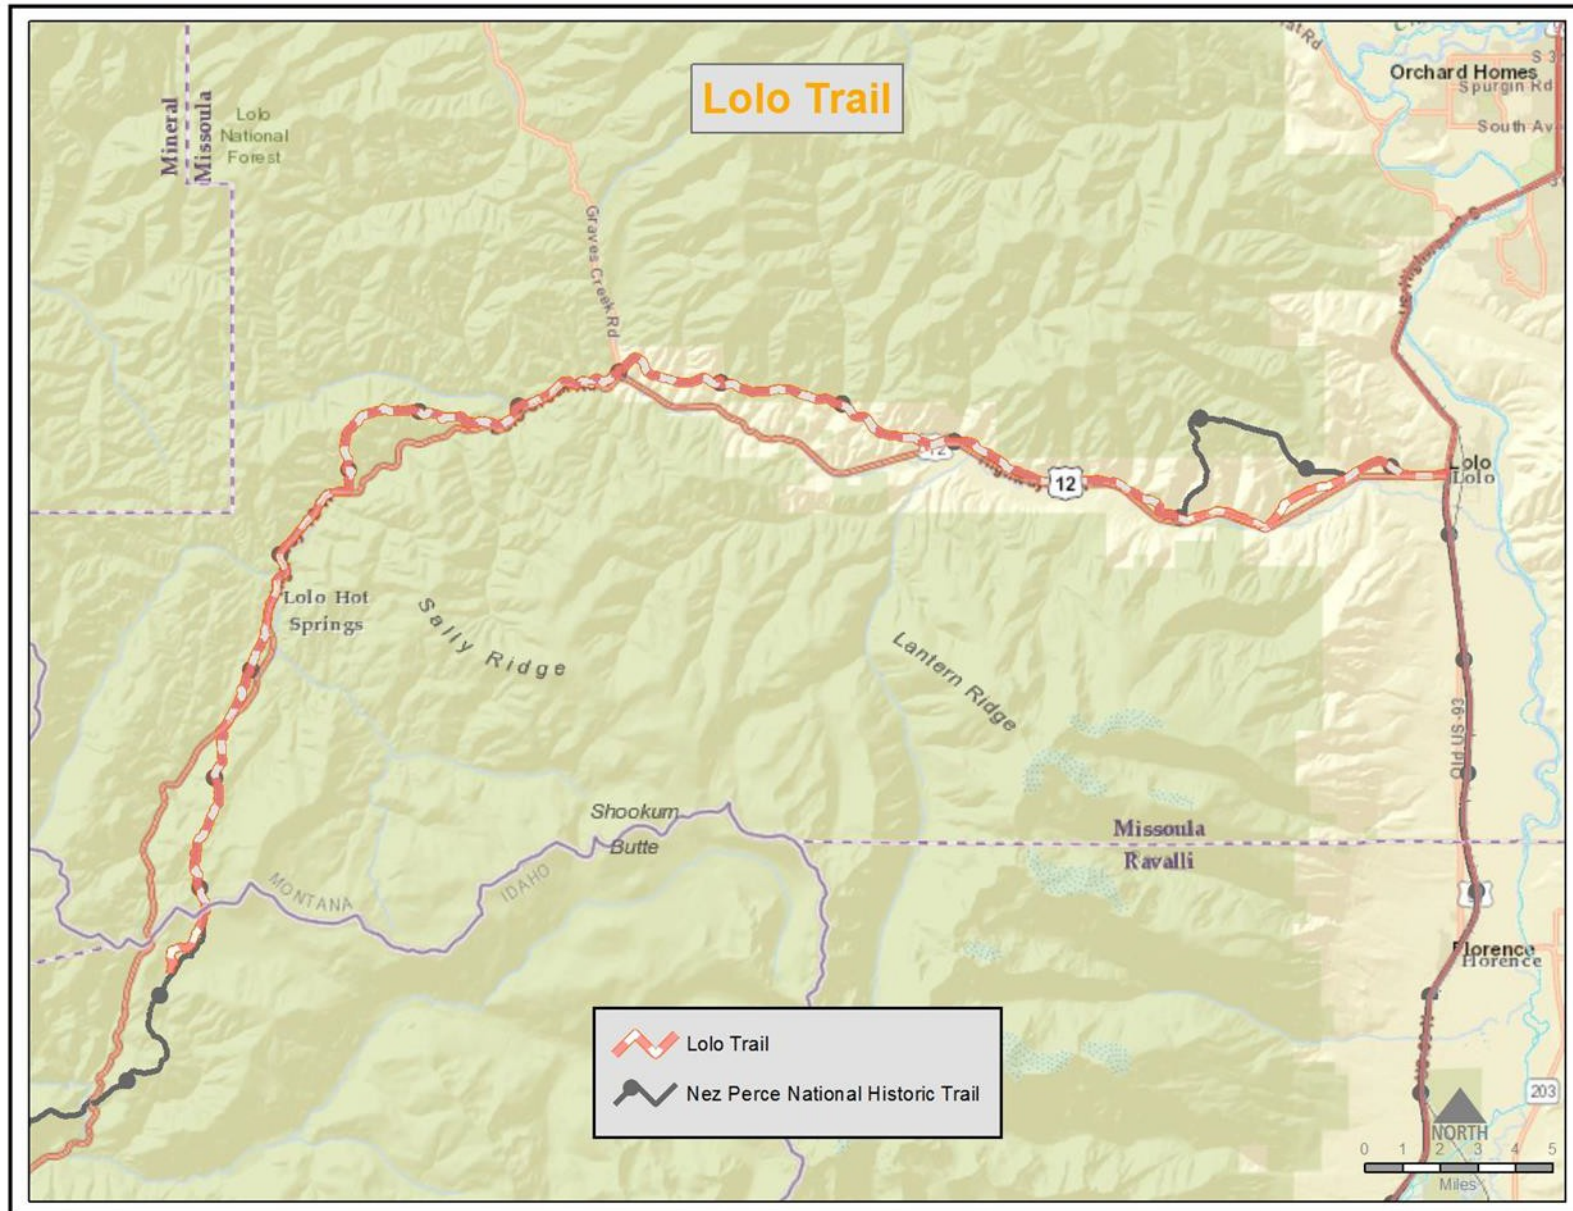 Lolo Trail
Orchard Homes
Spurgin Rd
South Av
Mineral
Missoula
Lolo
National
Forest
Graves Creek Rd
12
12
Lolo
Lolo
Lolo Hot
Springs
Sally Ridge
Lantern Ridge
Old US-93
Shookum
Butte
Missoula
Ravalli
MONTANA
IDAHO
Florence
Florence
Lolo Trail
Nez Perce National Historic Trail
203
NORTH
0 1 2 3 4 5
Miles